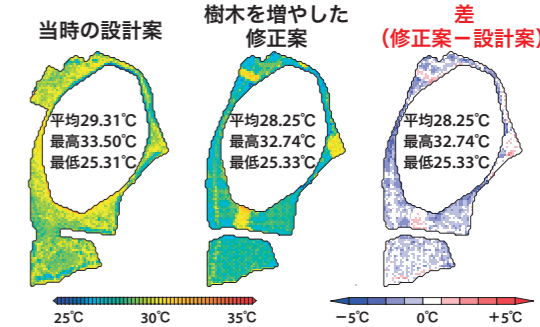 当時の設計案
樹木を増やした
修正案
差
(修正案－設計案)
平均29.31℃
最高33.50℃
最低25.31℃
平均28.25℃
最高32.74℃
最低25.33℃
平均28.25℃
最高32.74℃
最低25.33℃
25℃ 30℃ 35℃
－5℃ 0℃ +5℃